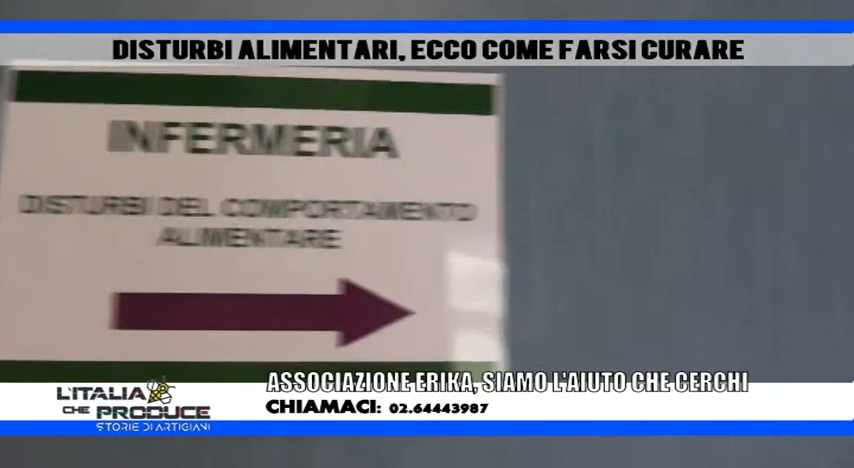 DISTURBI ALIMENTARI, ECCO COME FARSI CURARE
INFERMERIA
DISTURBI DEL COMPORTAMENTO
ALIMENTARE
ASSOCIAZIONE ERIKA, SIAMO L'AIUTO CHE CERCHI
CHIAMACI: 02.64443987
L'ITALIA
CHE PRODUCE
STORIE DI ARTIGIANI